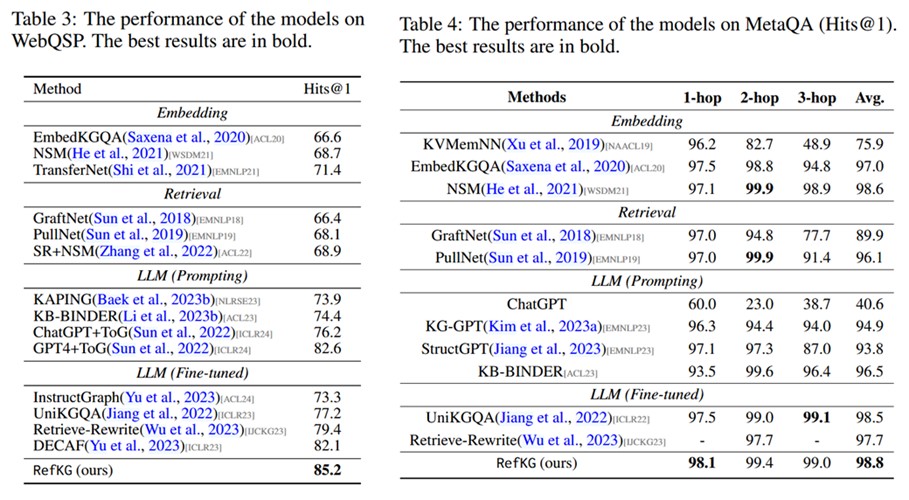 Table 3: The performance of the models on
WebQSP. The best results are in bold.
Method Hits@1
Embedding
EmbedKGQA(Saxena et al., 2020)[ACL20] 66.6
NSM(He et al., 2021)[WSDM21] 68.7
TransferNet(Shi et al., 2021)[EMNLP21] 71.4
Retrieval
GraftNet(Sun et al., 2018)[EMNLP18] 66.4
PullNet(Sun et al., 2019)[EMNLP19] 68.1
SR+NSM(Zhang et al., 2022)[ACL22] 68.9
LLM (Prompting)
KAPING(Baek et al., 2023b)[NLRSE23] 73.9
KB-BINDER(Li et al., 2023b)[ACL23] 74.4
ChatGPT+ToG(Sun et al., 2022)[ICLR24] 76.2
GPT4+ToG(Sun et al., 2022)[ICLR24] 82.6
LLM (Fine-tuned)
InstructGraph(Yu et al., 2023)[ACL24] 73.3
UniKGQA(Jiang et al., 2022)[ICLR23] 77.2
Retrieve-Rewrite(Wu et al., 2023)[IJCKG23] 79.4
DECAF(Yu et al., 2023)[ICLR23] 82.1
RefKG (ours) 85.2
Table 4: The performance of the models on MetaQA (Hits@1).
The best results are in bold.
Methods 1-hop 2-hop 3-hop Avg.
Embedding
KVMemNN(Xu et al., 2019)[NAACL19] 96.2 82.7 48.9 75.9
EmbedKGQA(Saxena et al., 2020)[ACL20] 97.5 98.8 94.8 97.0
NSM(He et al., 2021)[WSDM21] 97.1 99.9 98.9 98.6
Retrieval
GraftNet(Sun et al., 2018)[EMNLP18] 97.0 94.8 77.7 89.9
PullNet(Sun et al., 2019)[EMNLP19] 97.0 99.9 91.4 96.1
LLM (Prompting)
ChatGPT 60.0 23.0 38.7 40.6
KG-GPT(Kim et al., 2023a)[EMNLP23] 96.3 94.4 94.0 94.9
StructGPT(Jiang et al., 2023)[EMNLP23] 97.1 97.3 87.0 93.8
KB-BINDER[ACL23] 93.5 99.6 96.4 96.5
LLM (Fine-tuned)
UniKGQA(Jiang et al., 2022)[ICLR22] 97.5 99.0 99.1 98.5
Retrieve-Rewrite(Wu et al., 2023)[IJCKG23] - 97.7 - 97.7
RefKG (ours) 98.1 99.4 99.0 98.8